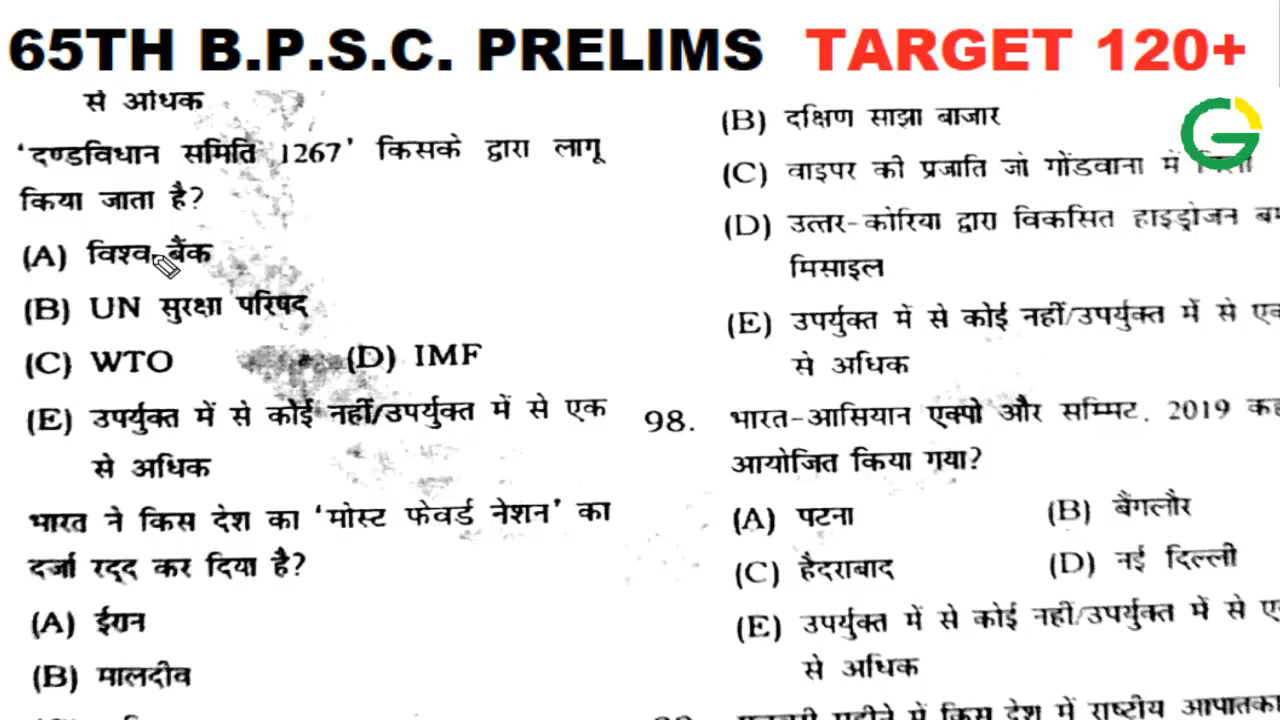 65TH B.P.S.C. PRELIMS TARGET 120+
से अधिक
'दण्डविधान समिति 1267' किसके द्वारा लागू
किया जाता है?
(A) विश्व बैंक
(B) UN सुरक्षा परिषद
(C) WTO (D) IMF
(E) उपर्युक्त में से कोई नहीं/उपर्युक्त में से एक
से अधिक
भारत ने किस देश का 'मोस्ट फेवर्ड नेशन' का
दर्जा रद्द कर दिया है?
(A) ईरान
(B) मालदीव
(B) दक्षिण साझा बाजार
(C) वाइपर की प्रजाति जो गोंडवाना में
(D) उत्तर-कोरिया द्वारा विकसित हाइड्रोजन
मिसाइल
(E) उपर्युक्त में से कोई नहीं/उपर्युक्त में से
से अधिक
98. भारत-आसियान एक्पो और सम्मिट, 2019
आयोजित किया गया?
(A) पटना (B) बैंगलौर
(C) हैदराबाद (D) नई दिल्ली
(E) उपर्युक्त में से कोई नहीं/उपर्युक्त में से
से अधिक
महीने में किस देश में राष्ट्रीय